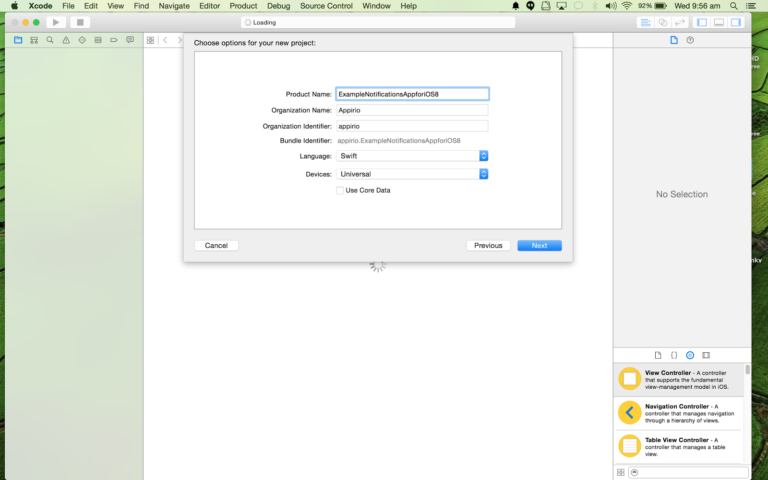 Xcode File Edit View Find Navigate Editor Product Debug Source Control Window Help 92% Wed 9:56 am
Loading
Choose options for your new project:
Product Name: ExampleNotificationsAppforiOS8
Organization Name: Appirio
Organization Identifier: appirio
Bundle Identifier: appirio.ExampleNotificationsAppforiOS8
Language: Swift
Devices: Universal
Use Core Data
Cancel Previous Next
No Selection
View Controller - A controller
that supports the fundamental
view-management model in iOS.
Navigation Controller - A
controller that manages navigation
through a hierarchy of views.
Table View Controller - A
controller that manages a table
view.